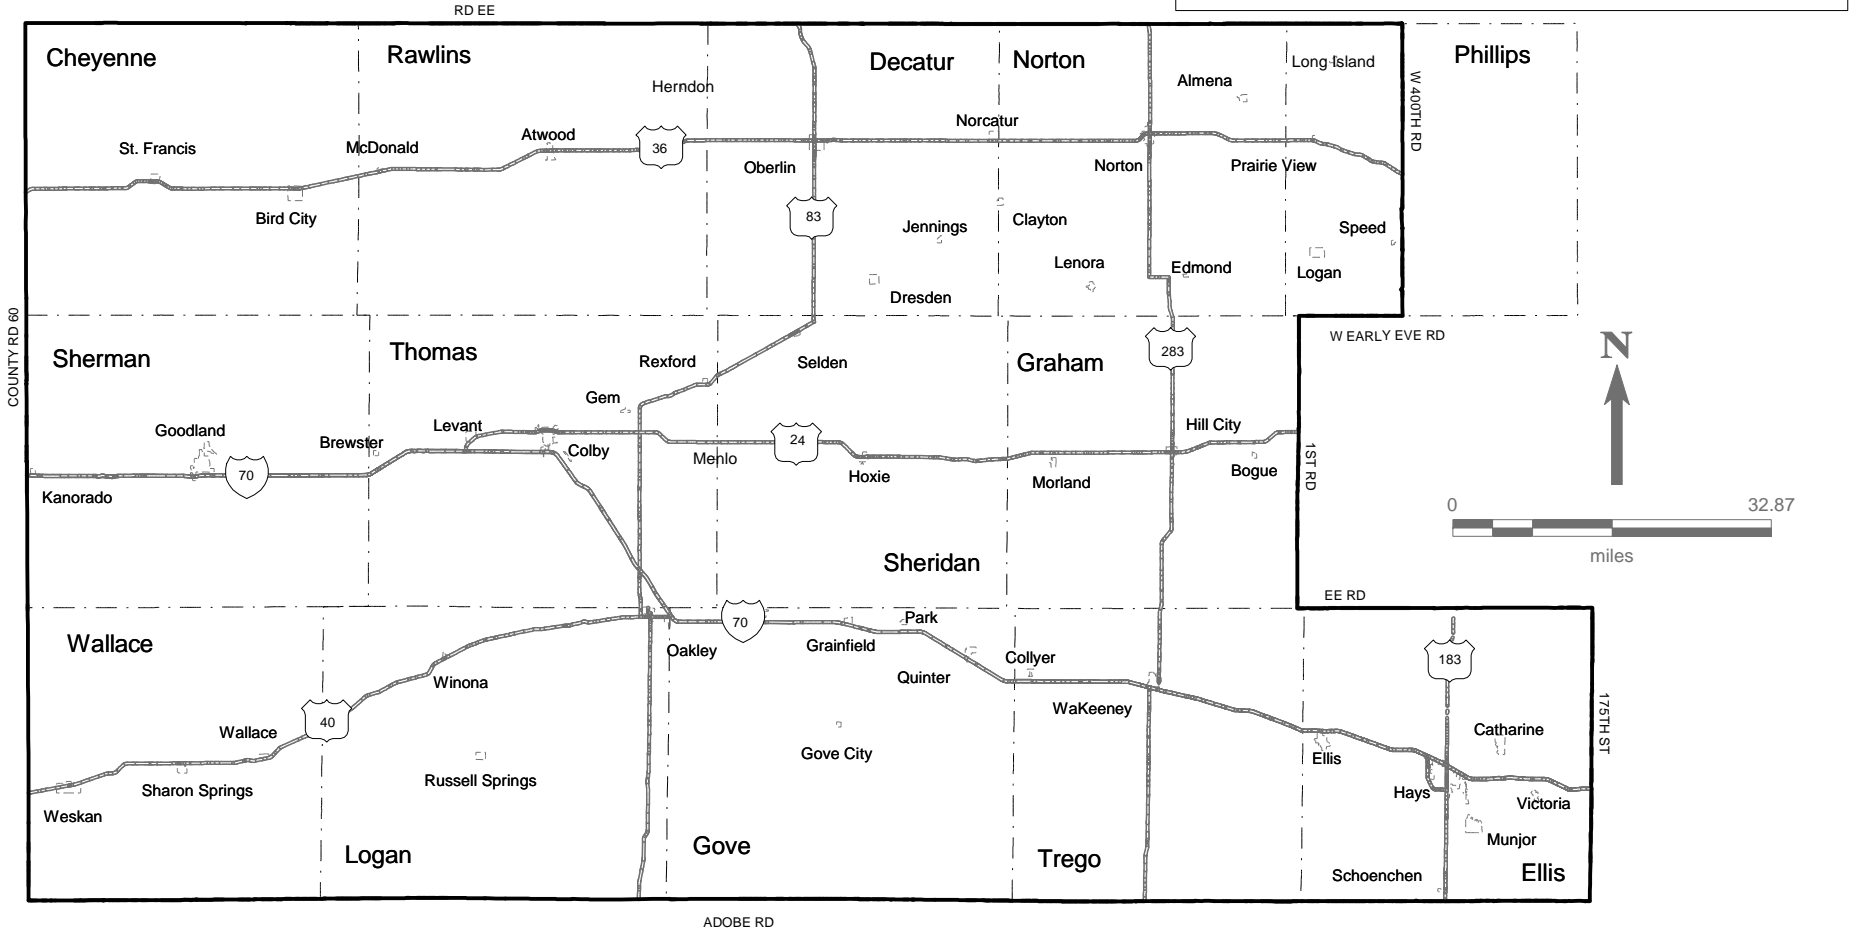 RD EE
Cheyenne
Rawlins
Decatur
Norton
Phillips
Herndon
Almena
Long Island
W 400TH RD
St. Francis
McDonald
Atwood
36
Norcatur
Oberlin
Norton
Prairie View
Bird City
83
Jennings
Clayton
Speed
Lenora
Edmond
Logan
Dresden
COUNTY RD 60
Sherman
Thomas
Rexford
Selden
Graham
283
W EARLY EVE RD
N
Gem
Goodland
Brewster
Levant
Colby
24
Hill City
Menlo
70
Hoxie
Morland
Bogue
1ST RD
Kanorado
0
32.87
miles
Sheridan
EE RD
Wallace
Oakley
70
Park
Grainfield
Quinter
Collyer
183
Winona
WaKeeney
40
Wallace
Gove City
Catharine
175TH ST
Ellis
Russell Springs
Sharon Springs
Weskan
Hays
Victoria
Munjor
Logan
Gove
Trego
Schoenchen
Ellis
ADOBE RD